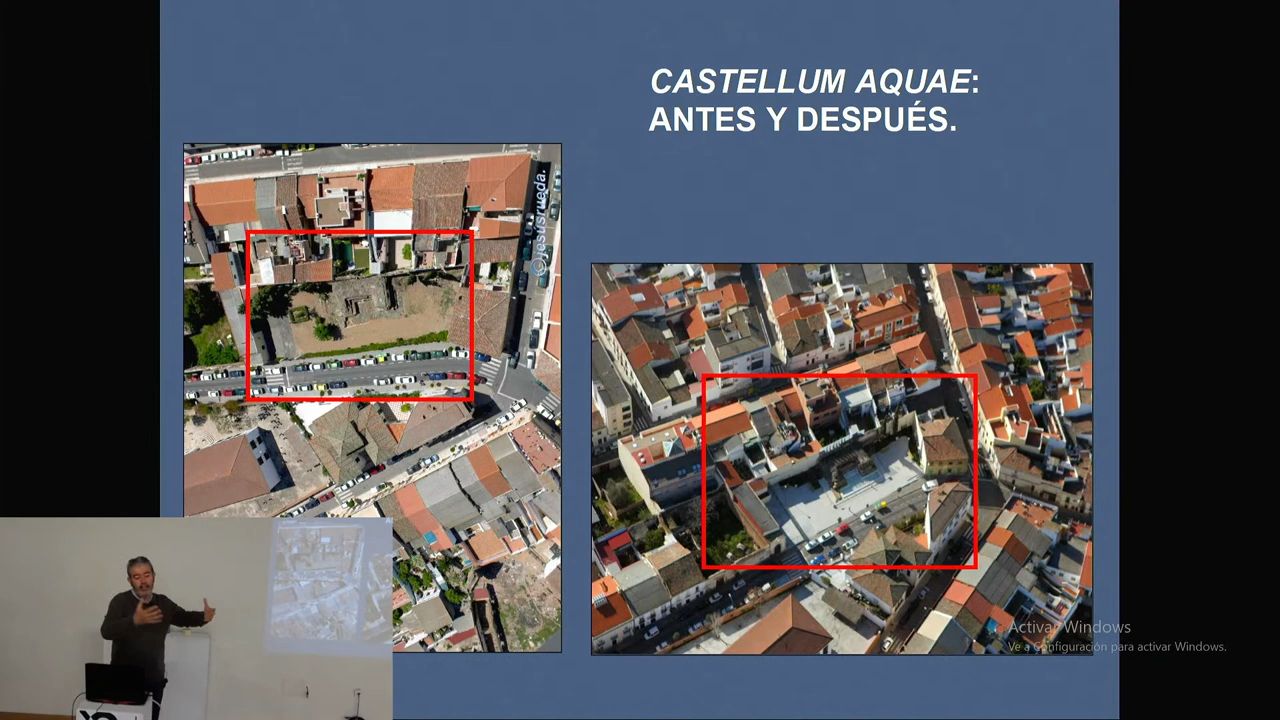 CASTELLUM AQUAE:
ANTES Y DESPUÉS.
©jesusrueda.
Activar Windows
Ve a Configuración para activar Windows.